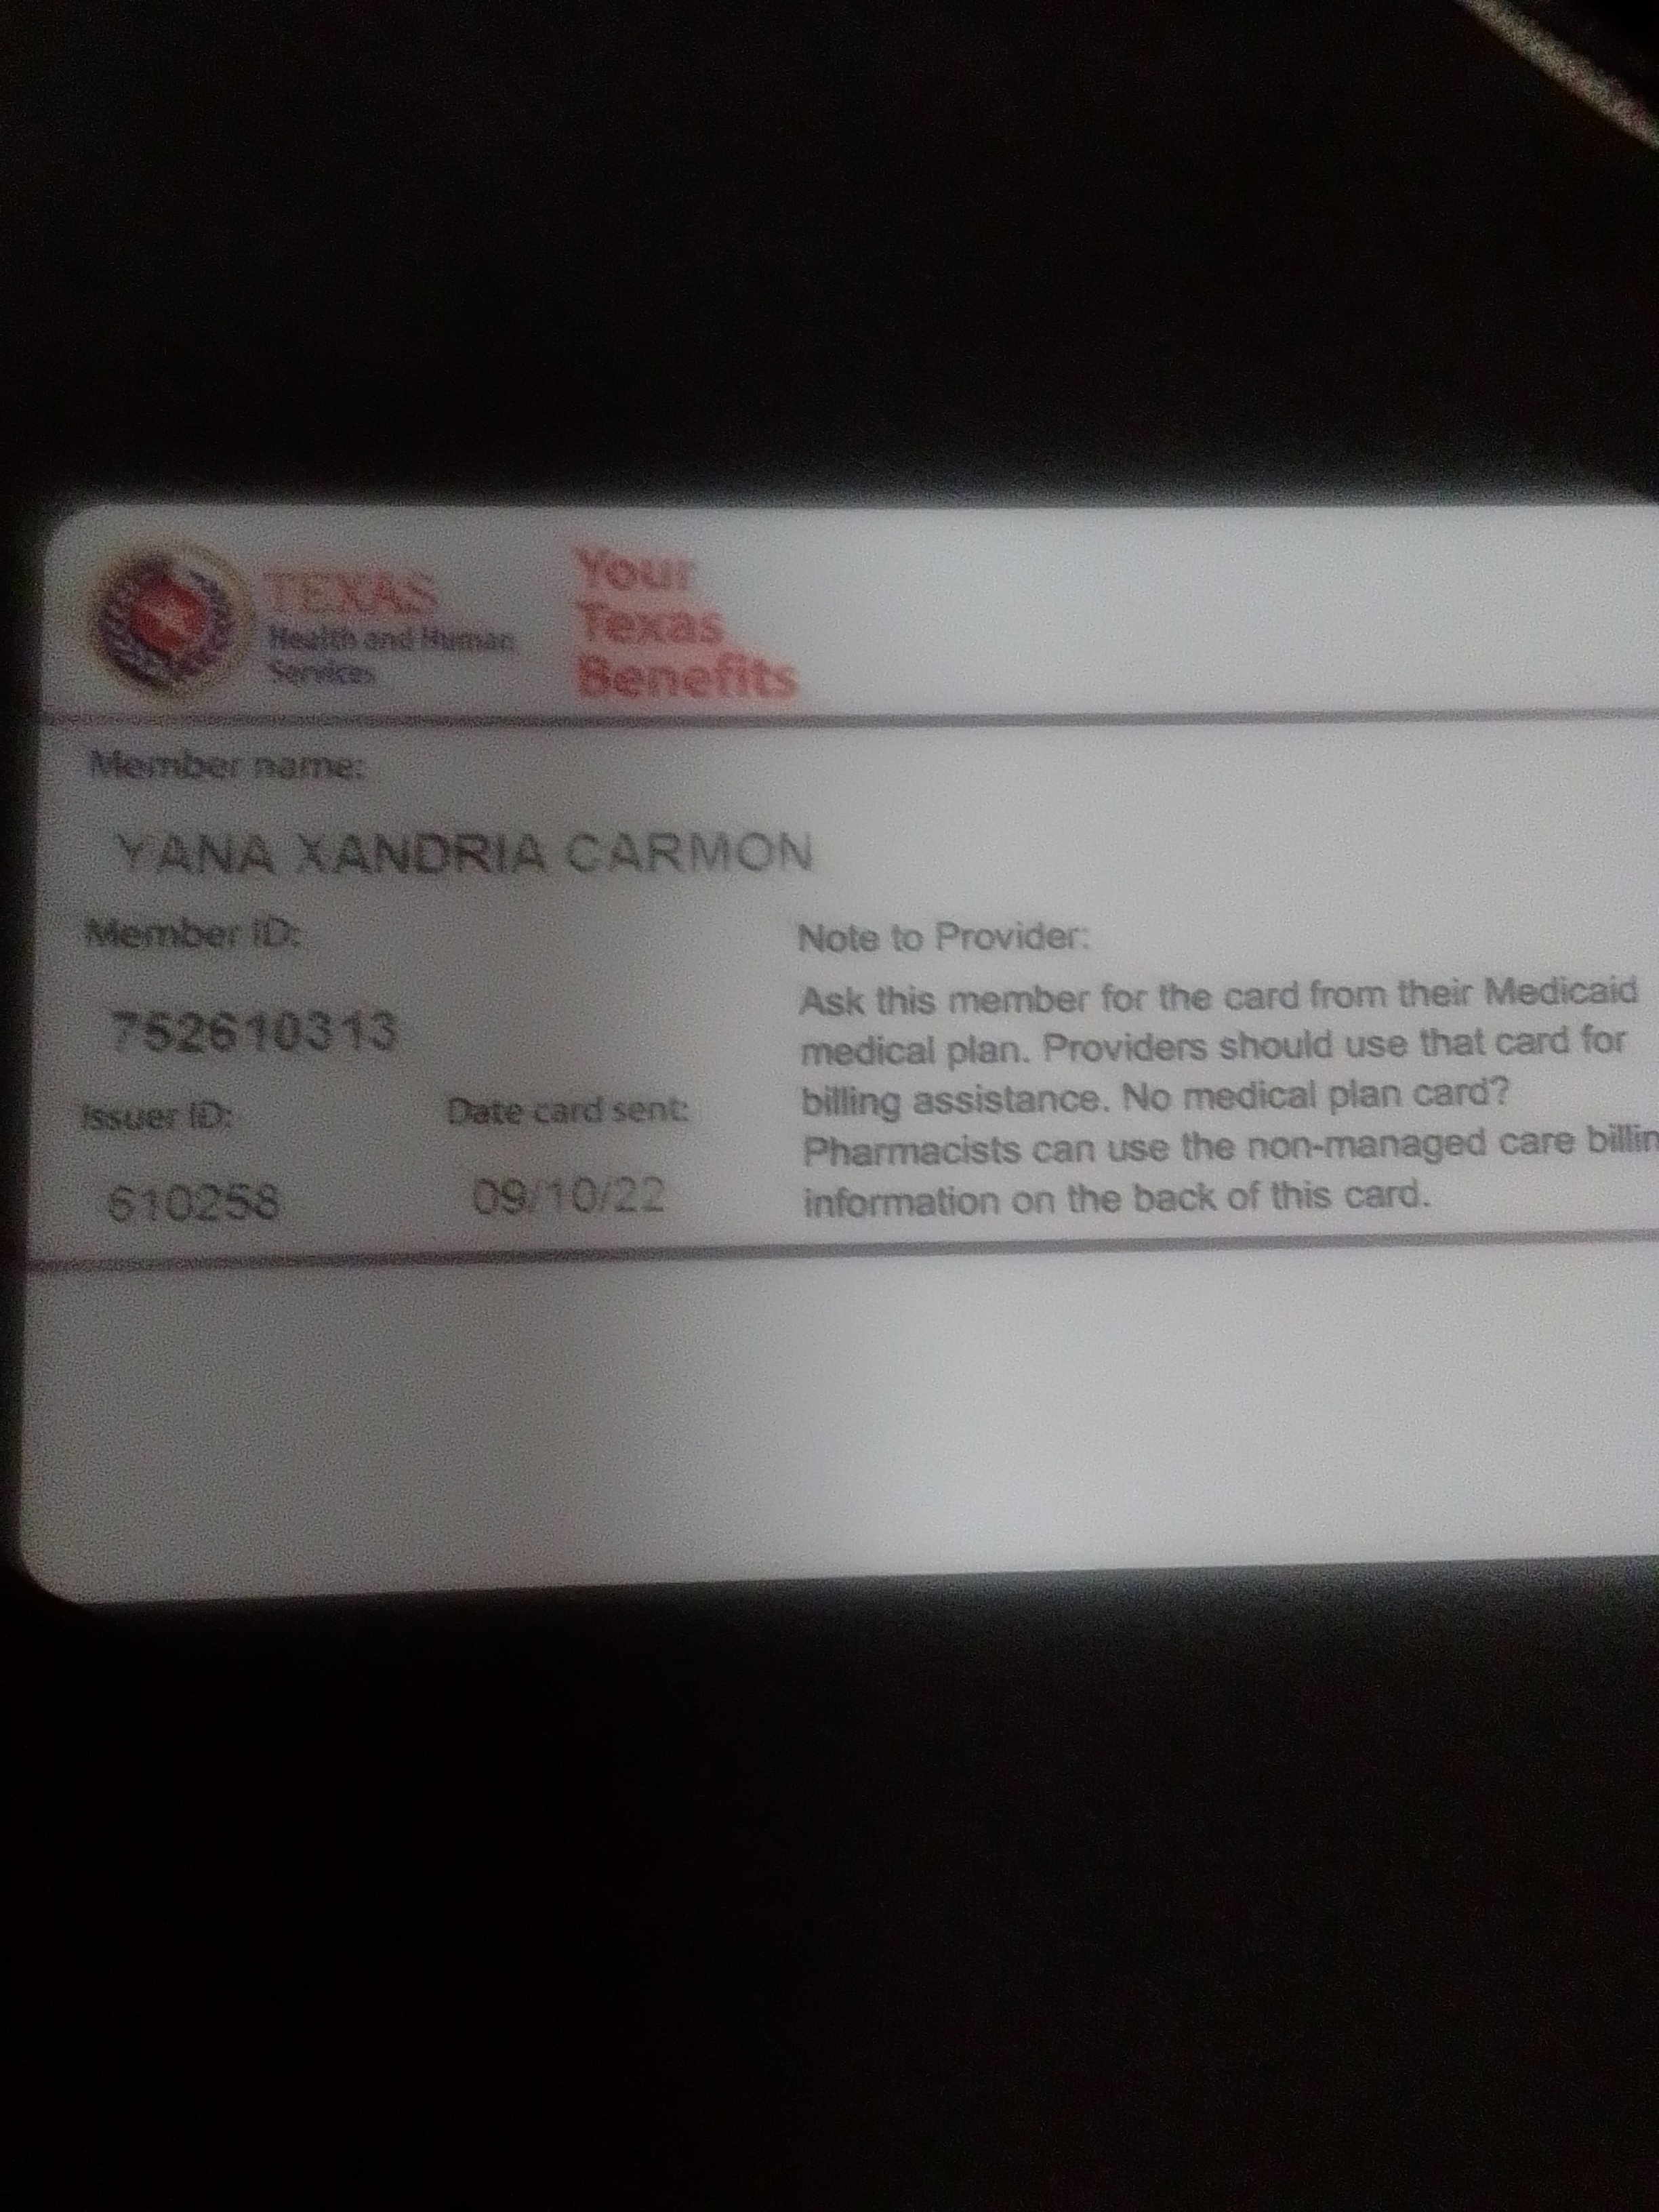 TEXAS
Health and Human
Services
Your
Texas
Benefits
Member name:
YANA XANDRIA CARMON
Member ID:
752610313
Issuer ID:
Date card sent:
610258
09/10/22
Note to Provider:
Ask this member for the card from their Medicaid
medical plan. Providers should use that card for
billing assistance. No medical plan card?
Pharmacists can use the non-managed care billin
information on the back of this card.